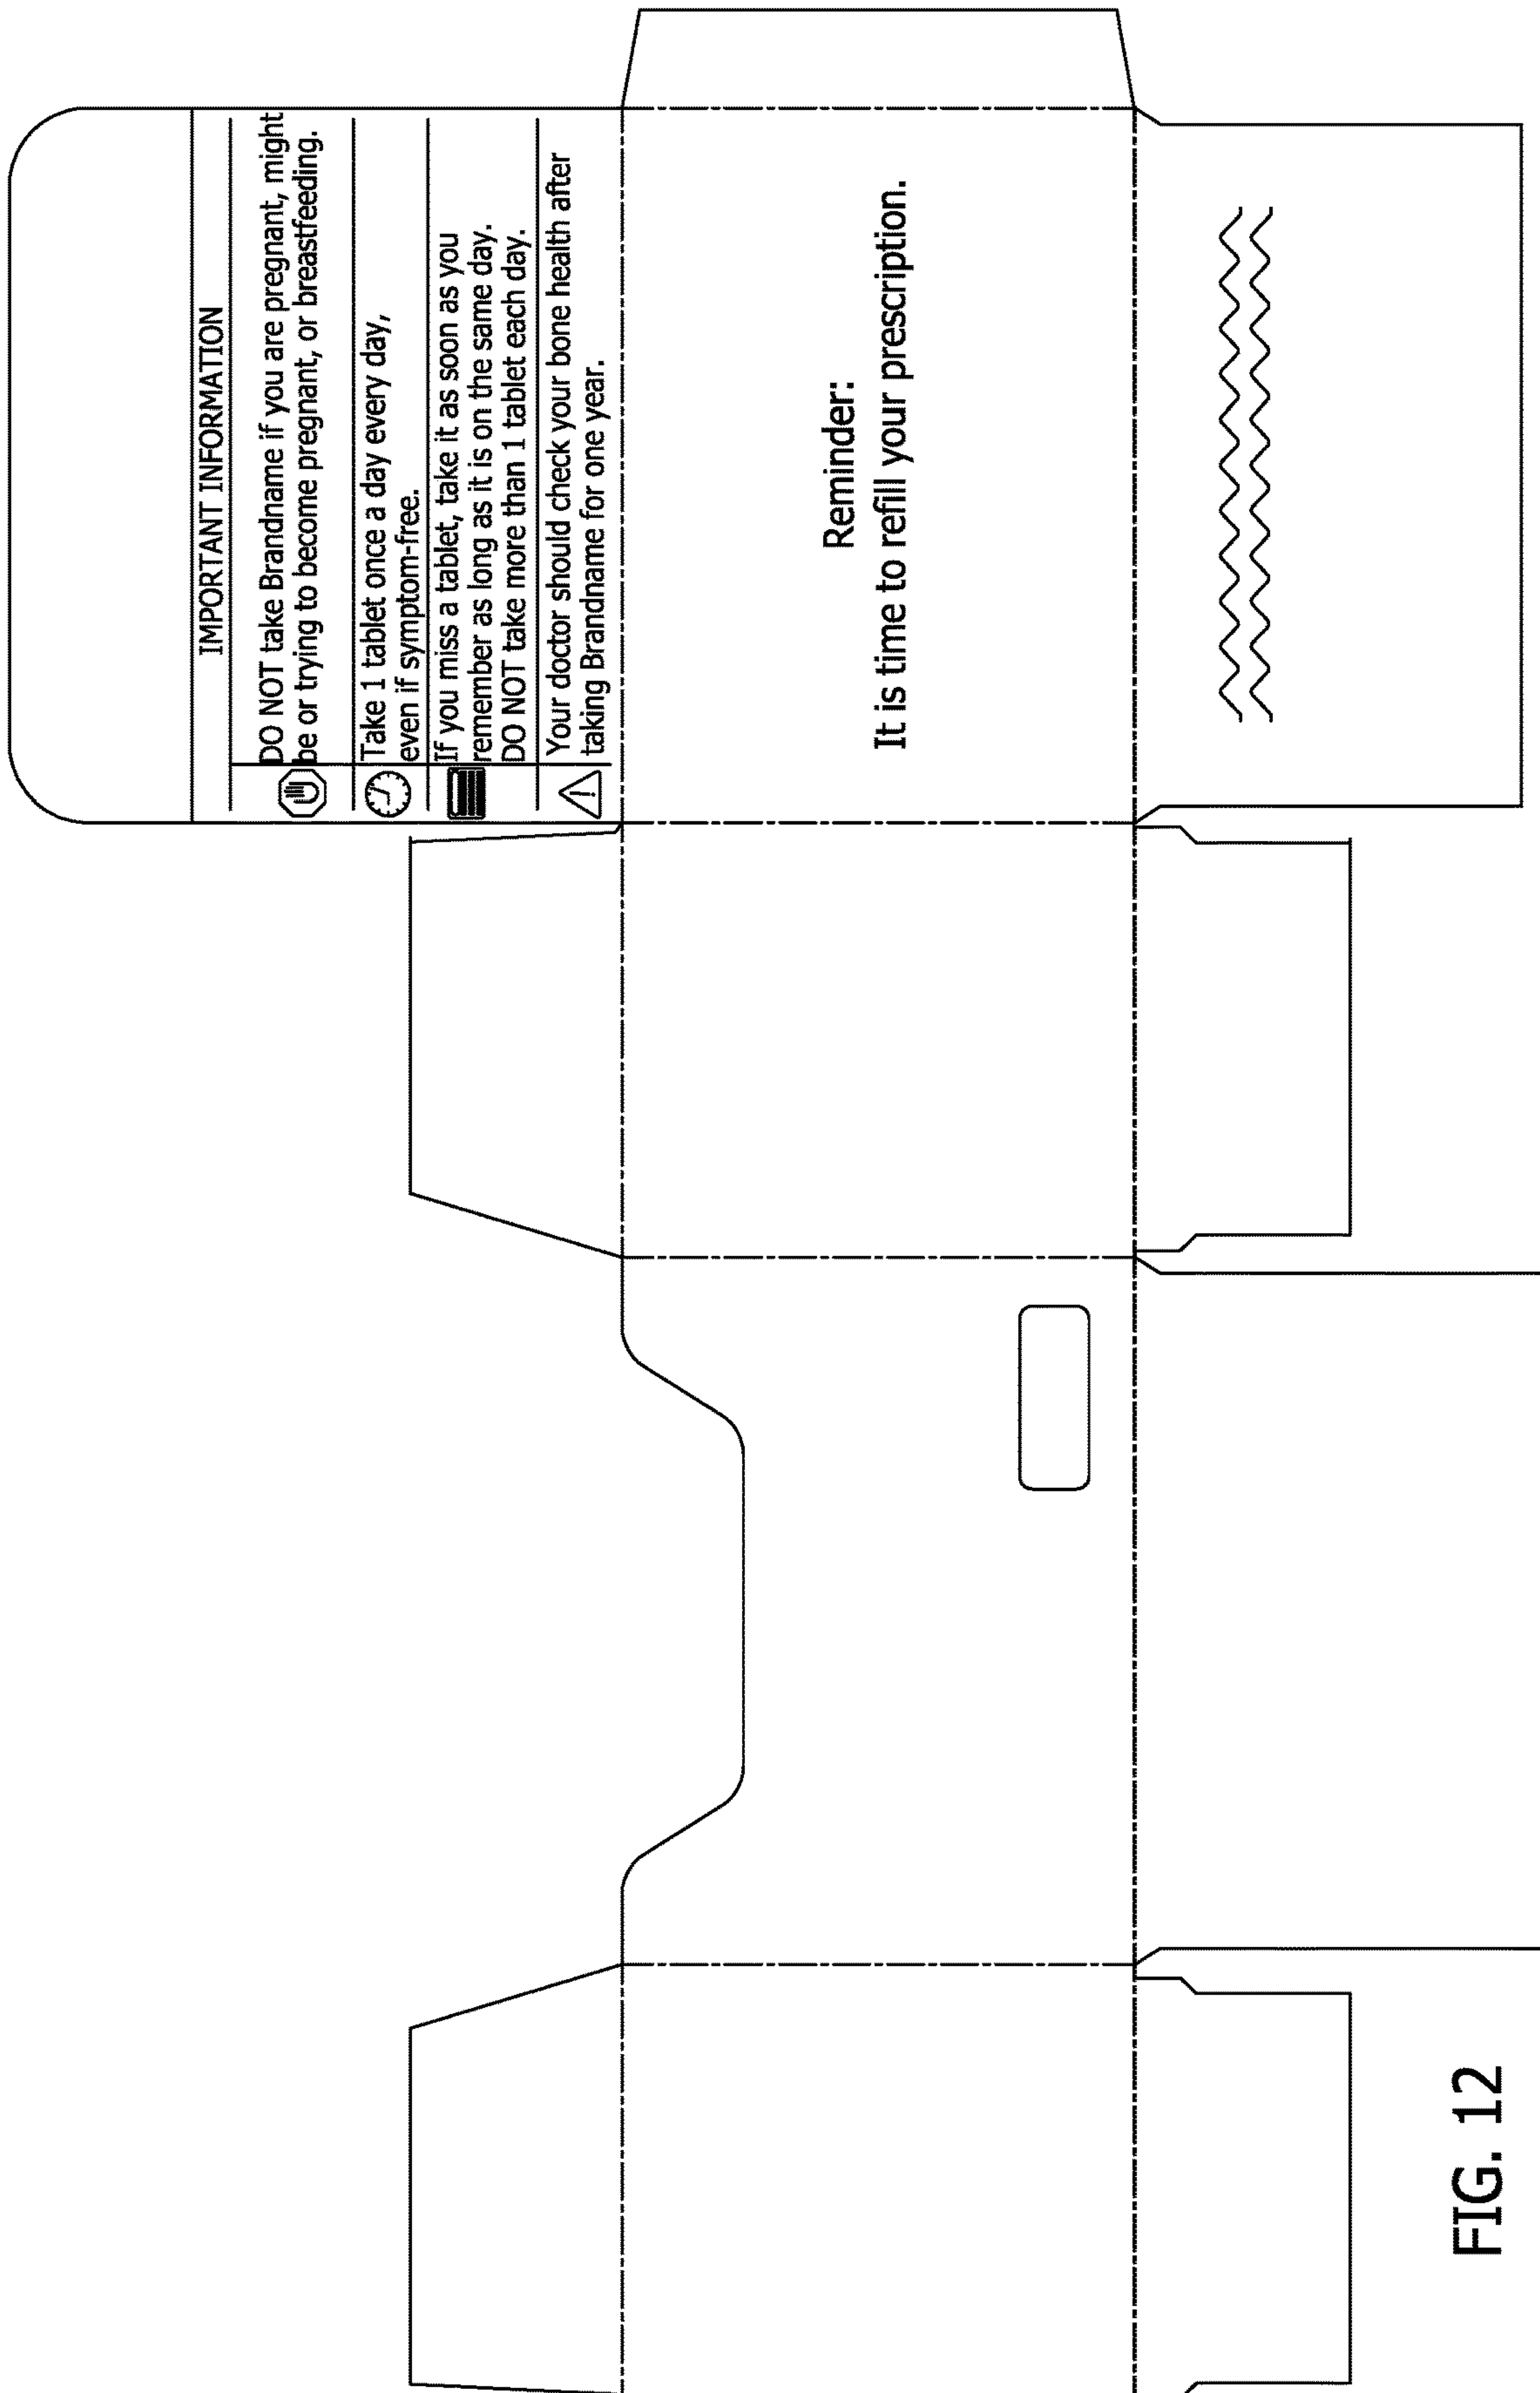 IMPORTANT INFORMATION
DO NOT take Brandname if you are pregnant, might
be or trying to become pregnant, or breastfeeding.
Take 1 tablet once a day every day,
even if symptom-free.
If you miss a tablet, take it as soon as you
remember as long as it is on the same day.
DO NOT take more than 1 tablet each day.
Your doctor should check your bone health after
taking Brandname for one year.
Reminder:
It is time to refill your prescription.
FIG. 12